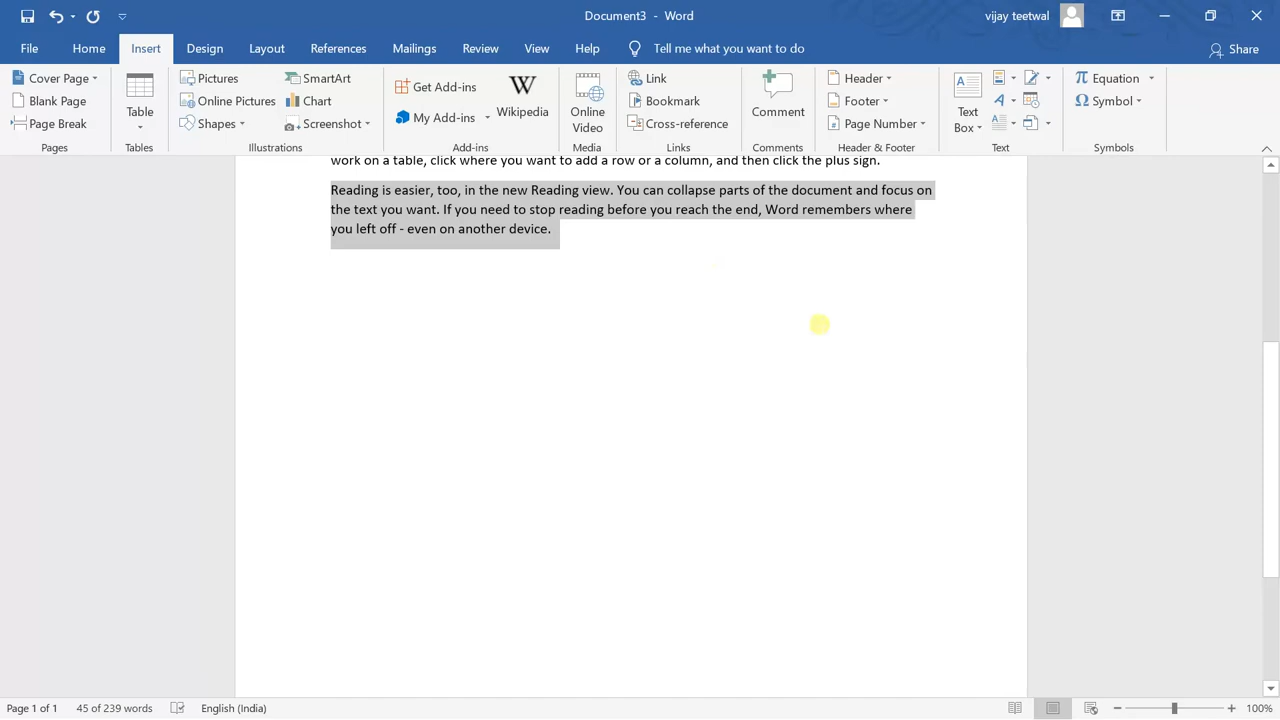 Document3 - Word
vijay teetwal
File Home Insert Design Layout References Mailings Review View Help Tell me what you want to do Share
Cover Page
Blank Page
Page Break
Pages
Table
Tables
Pictures
Online Pictures
Shapes
SmartArt
Chart
Screenshot
Illustrations
Get Add-ins
My Add-ins
W
Wikipedia
Add-ins
Online
Video
Media
Link
Bookmark
Cross-reference
Links
Comment
Comments
Header
Footer
Page Number
Header & Footer
Text
Box
Text
Equation
Symbol
Symbols
work on a table, click where you want to add a row or a column, and then click the plus sign.
Reading is easier, too, in the new Reading view. You can collapse parts of the document and focus on
the text you want. If you need to stop reading before you reach the end, Word remembers where
you left off - even on another device.
Page 1 of 1 45 of 239 words English (India) 100%